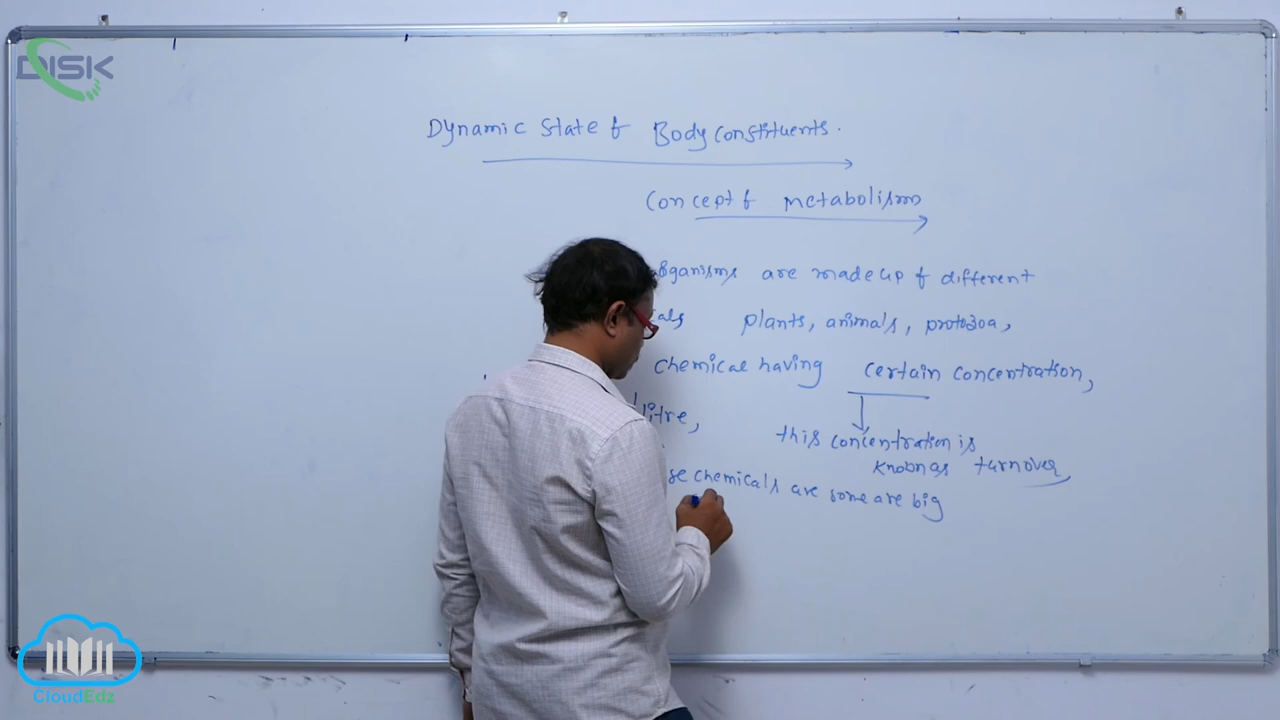 DISK
Dynamic State of Body constituents.
Concept of metabolism
organisms are made up of different
als plants, animals, protozoa,
chemical having certain concentration,
litre,
this concentration is
known as turnover,
se chemicals are some are big
CloudEdz